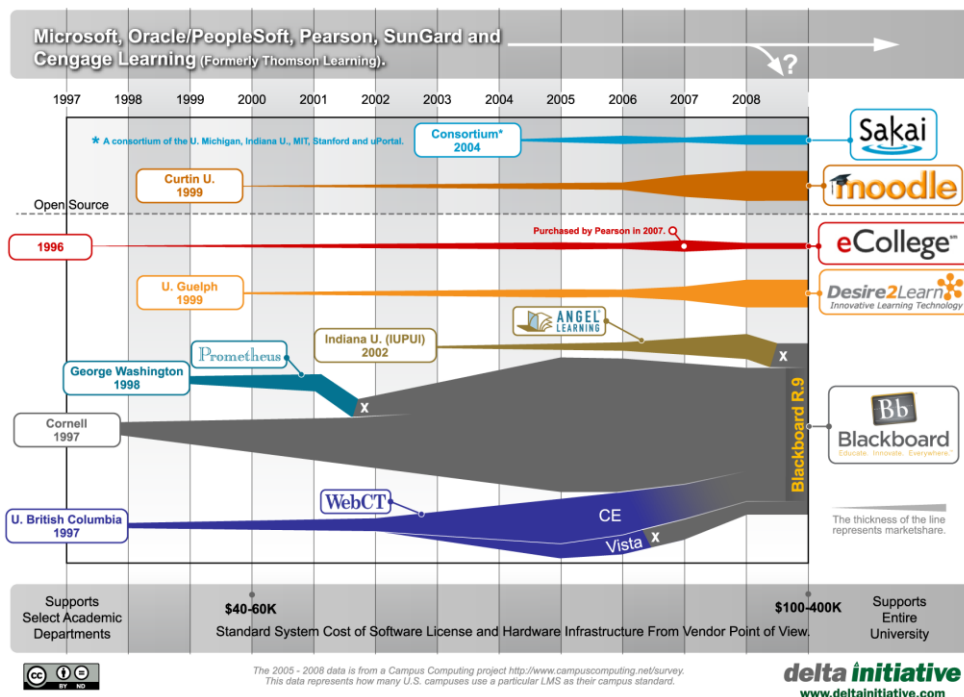 Microsoft, Oracle/PeopleSoft, Pearson, SunGard and
Cengage Learning (Formerly Thomson Learning).
?
1997 1998 1999 2000 2001 2002 2003 2004 2005 2006 2007 2008
* A consortium of the U. Michigan, Indiana U., MIT, Stanford and uPortal.
Consortium*
2004
Sakai
Curtin U.
1999
moodle
Open Source
1996
Purchased by Pearson in 2007.
eCollege℠
U. Guelph
1999
Desire2Learn
Innovative Learning Technology
ANGEL
LEARNING
Indiana U. (IUPUI)
2002
x
Prometheus
George Washington
1998
x
Cornell
1997
Blackboard R.9
Bb
Blackboard
Educate. Innovate. Everywhere.™
WebCT
U. British Columbia
1997
CE
Vista
x
The thickness of the line
represents marketshare.
Supports
Select Academic
Departments
$40-60K
$100-400K
Standard System Cost of Software License and Hardware Infrastructure From Vendor Point of View.
Supports
Entire
University
cc
BY ND
The 2005 - 2008 data is from a Campus Computing project http://www.campuscomputing.net/survey.
This data represents how many U.S. campuses use a particular LMS as their campus standard.
delta initiative
www.deltainitiative.com